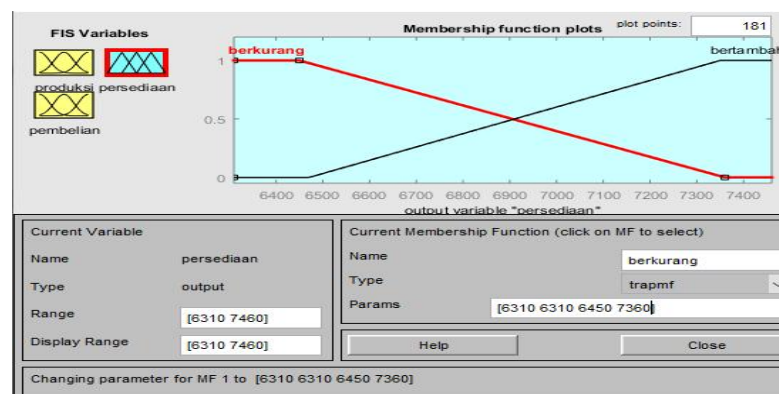 FIS Variables
Membership function plots
plot points:
181
produksi
persediaan
pembelian
berkurang
bertambah
1
0.5
0
6400 6500 6600 6700 6800 6900 7000 7100 7200 7300 7400
output variable "persediaan"
Current Variable
Name persediaan
Type output
Range [6310 7460]
Display Range [6310 7460]
Current Membership Function (click on MF to select)
Name berkurang
Type trapmf
Params [6310 6310 6450 7360]
Help
Close
Changing parameter for MF 1 to [6310 6310 6450 7360]